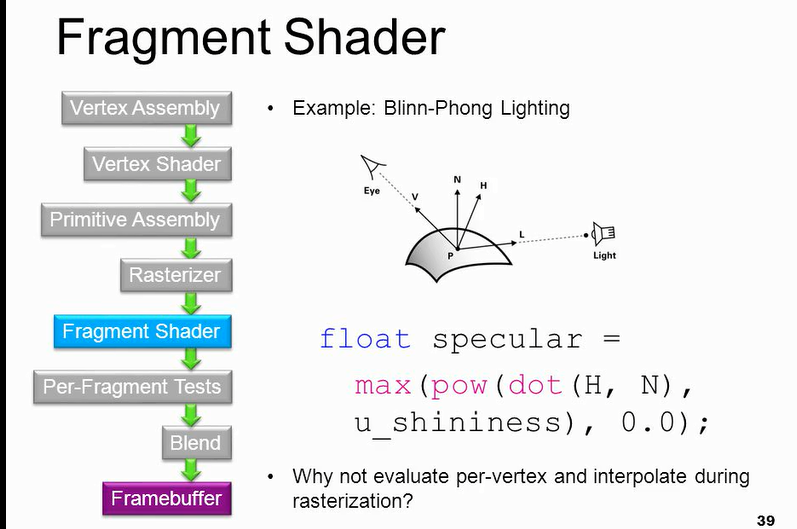 Fragment Shader
Vertex Assembly
Vertex Shader
Primitive Assembly
Rasterizer
Fragment Shader
Per-Fragment Tests
Blend
Framebuffer
• Example: Blinn-Phong Lighting
Eye
V
N
H
L
P
Light
float specular =
max(pow(dot(H, N),
u_shininess), 0.0);
• Why not evaluate per-vertex and interpolate during
rasterization?
39